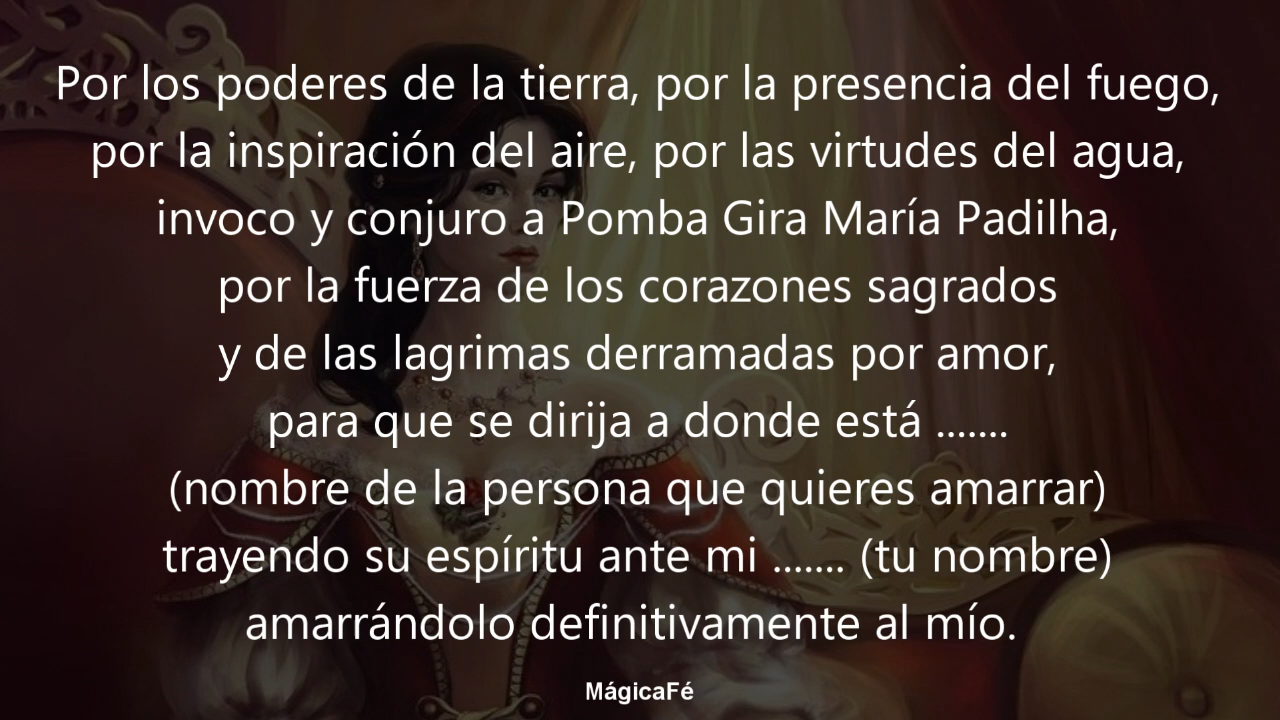 Por los poderes de la tierra, por la presencia del fuego,
por la inspiración del aire, por las virtudes del agua,
invoco y conjuro a Pomba Gira María Padilha,
por la fuerza de los corazones sagrados
y de las lagrimas derramadas por amor,
para que se dirija a donde está .......
(nombre de la persona que quieres amarrar)
trayendo su espíritu ante mi ....... (tu nombre)
amarrándolo definitivamente al mío.
MágicaFé